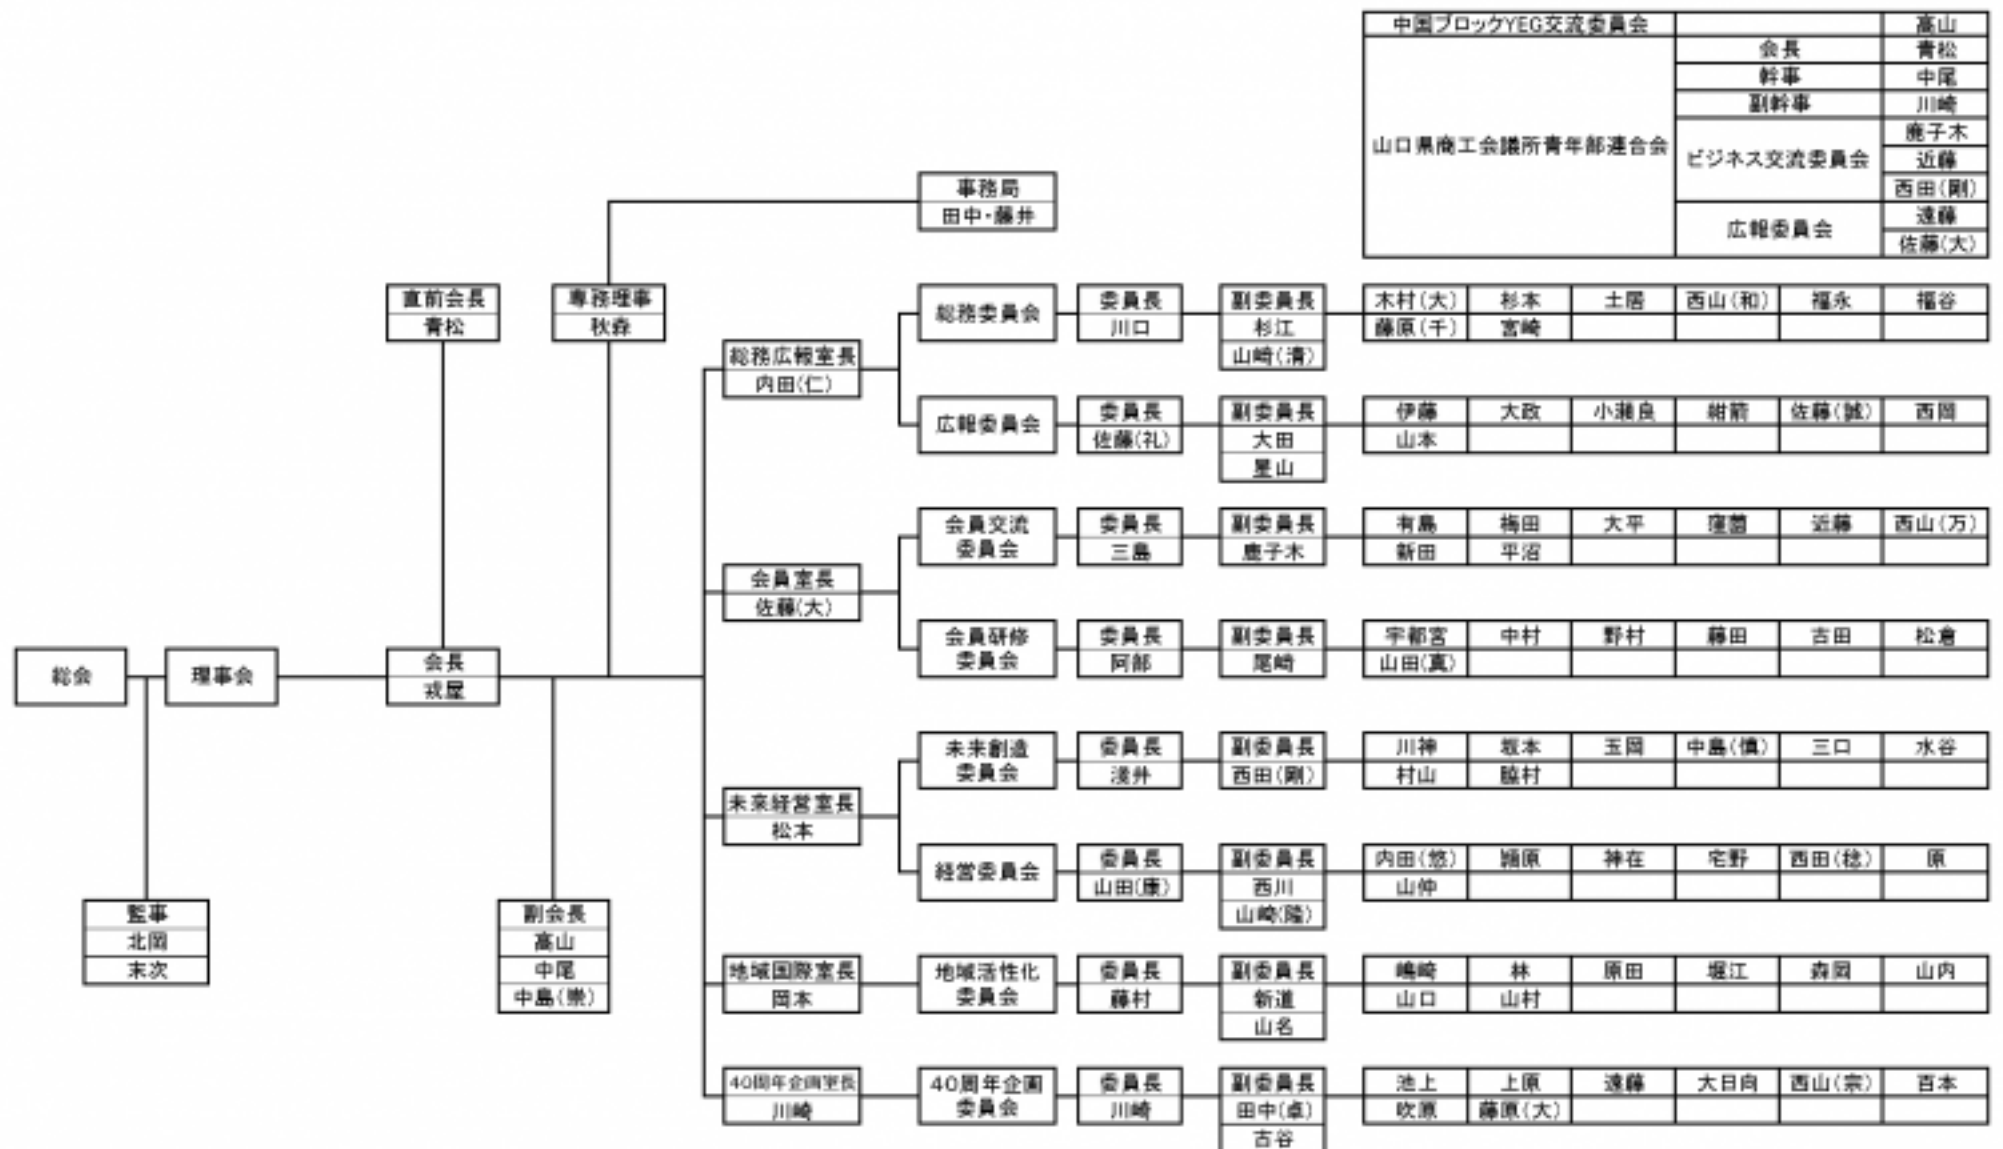 中国ブロックYEG交流委員会 高山
山口県商工会議所青年部連合会
会長 青松
幹事 中尾
副幹事 川崎
ビジネス交流委員会
鹿子木
近藤
西田(剛)
広報委員会
遠藤
佐藤(大)
事務局
田中・藤井
直前会長
青松
専務理事
秋森
総会
理事会
会長
戎屋
監事
北岡
末次
副会長
高山
中尾
中島(崇)
総務広報室長
内田(仁)
総務委員会
委員長
川口
副委員長
杉江
山崎(清)
木村(大) 杉本 土居 西山(和) 福永 福谷
藤原(千) 宮崎
広報委員会
委員長
佐藤(礼)
副委員長
大田
星山
伊藤 大政 小瀬良 紺箭 佐藤(誠) 西岡
山本
会員室長
佐藤(大)
会員交流
委員会
委員長
三島
副委員長
鹿子木
有島 梅田 大平 近藤 西山(万)
新田 平沼
会員研修
委員会
委員長
阿部
副委員長
尾崎
宇都宮 中村 野村 藤田 古田 松倉
山田(真)
未来経営室長
松本
未来創造
委員会
委員長
浅井
副委員長
西田(剛)
川神 坂本 玉岡 中島(慎) 三口 水谷
村山 脇村
経営委員会
委員長
山田(康)
副委員長
西川
山崎(隆)
内田(悠) 神在 宅野 西田(稔) 原
山仲
地域国際室長
岡本
地域活性化
委員会
委員長
藤村
副委員長
新道
山名
嶋崎 林 原田 堀江 森岡 山内
山口 山村
40周年企画室長
川崎
40周年企画
委員会
委員長
川崎
副委員長
田中(卓)
古谷
池上 上原 遠藤 大日向 西山(宗) 百本
吹原 藤原(大)